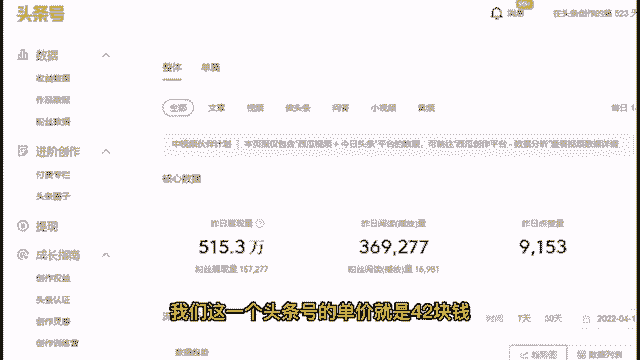 头条号
消息
在头条创作的第 523 天
数据
收益数据
作品数据
粉丝数据
进阶创作
付费专栏
头条圈子
提现
成长指南
创作权益
头条认证
创作灵感
整体 单篇
全部 文章 视频 微头条 问答 小视频 音频
中视频伙伴计划 | 本页面仅包含"西瓜视频 + 今日头条"平台的数据,可前往"西瓜创作平台 - 数据分析"查看视频数据详情
核心数据
昨日展现量 昨日阅读(播放)量 昨日点赞量
515.3万 369,277 9,153
粉丝展现量 157,277 粉丝阅读(播放)量 16,981
我们这一个头条号的单价就是42块钱
7天 30天 2022-04-1
数据趋势 趋势图 数据列表